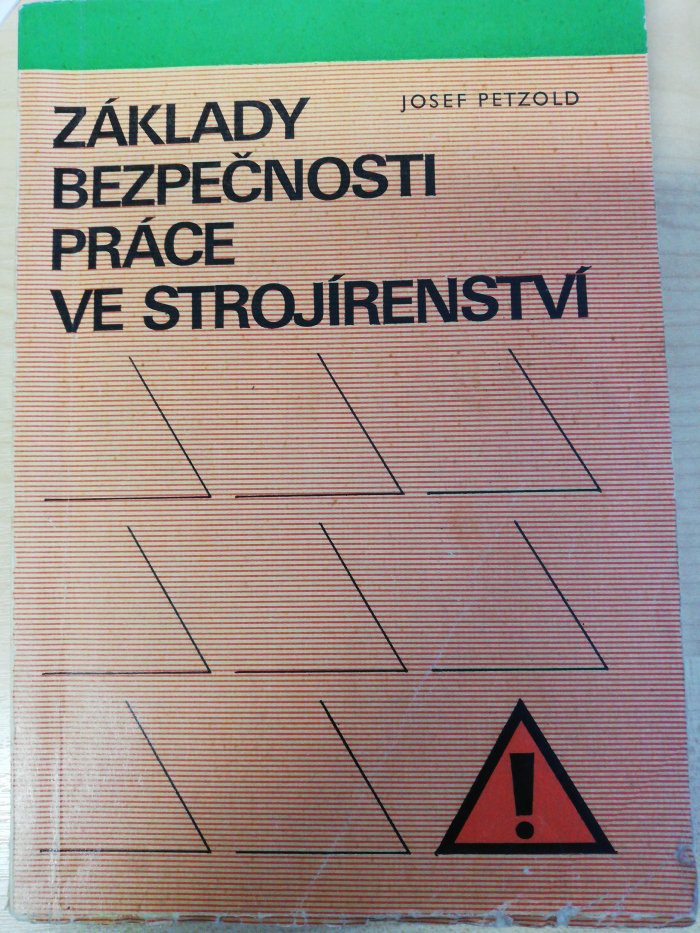 JOSEF PETZOLD
ZÁKLADY
BEZPEČNOSTI
PRÁCE
VE STROJÍRENSTVÍ
!